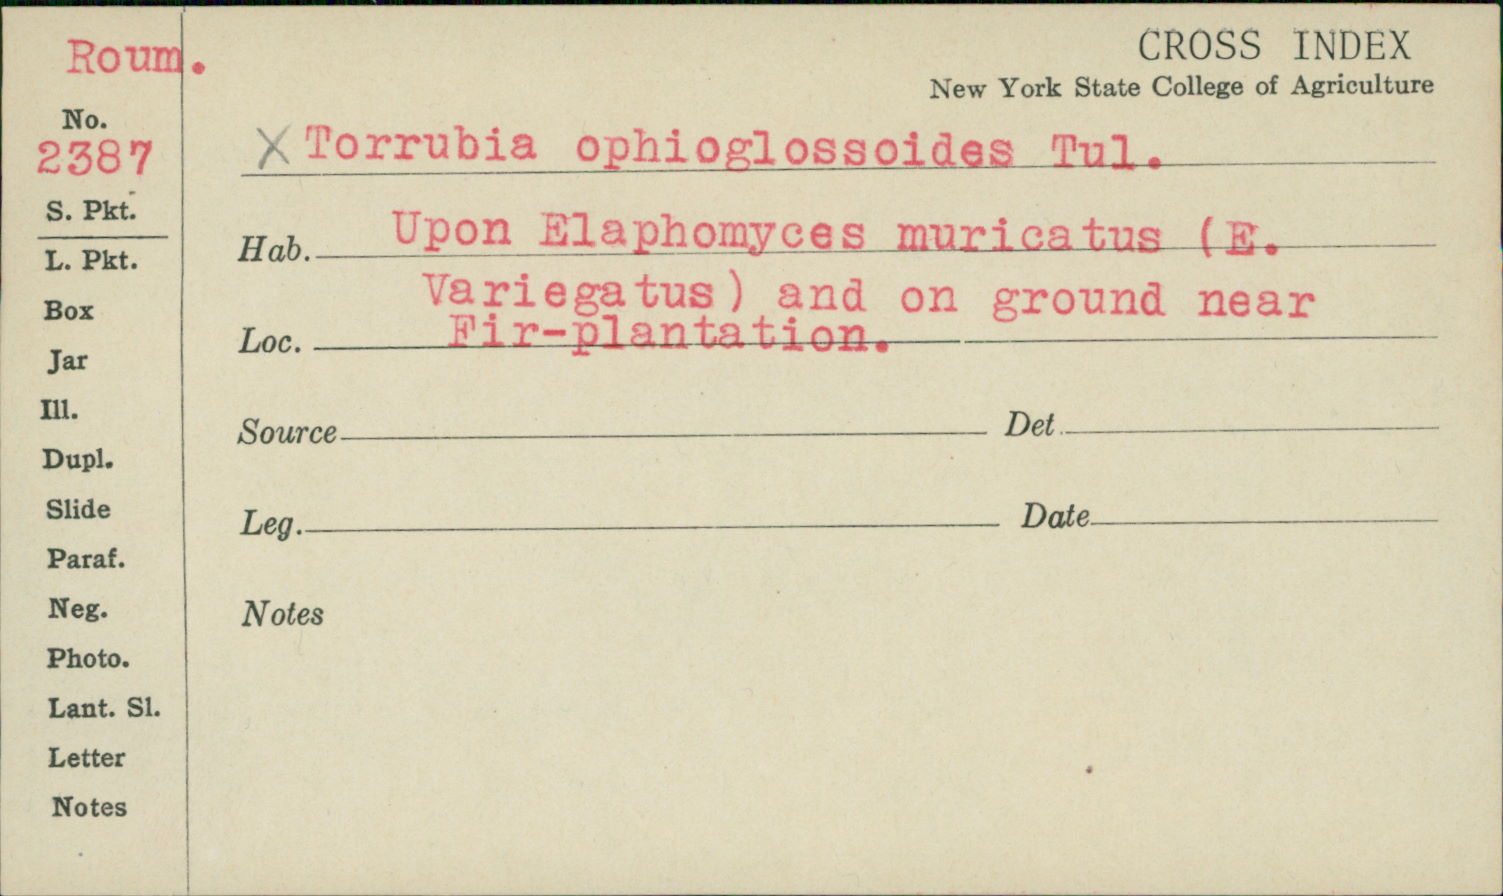 Roum.
CROSS INDEX
New York State College of Agriculture
No.
2387
X Torrubia ophioglossoides Tul.
S. Pkt.
Hab. Upon Elaphomyces muricatus (E.
L. Pkt.
Variegatus) and on ground near
Box
Loc. Fir-plantation.
Jar
Ill.
Source Det.
Dupl.
Slide
Leg. Date
Paraf.
Neg.
Notes
Photo.
Lant. Sl.
Letter
Notes